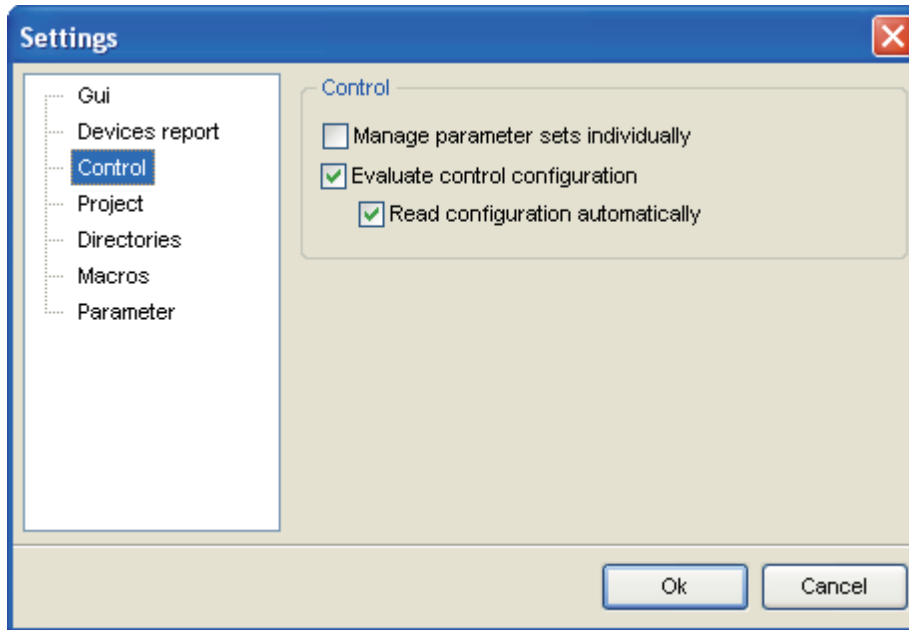 Settings
Gui
Devices report
Control
Project
Directories
Macros
Parameter
Control
Manage parameter sets individually
Evaluate control configuration
Read configuration automatically
Ok
Cancel